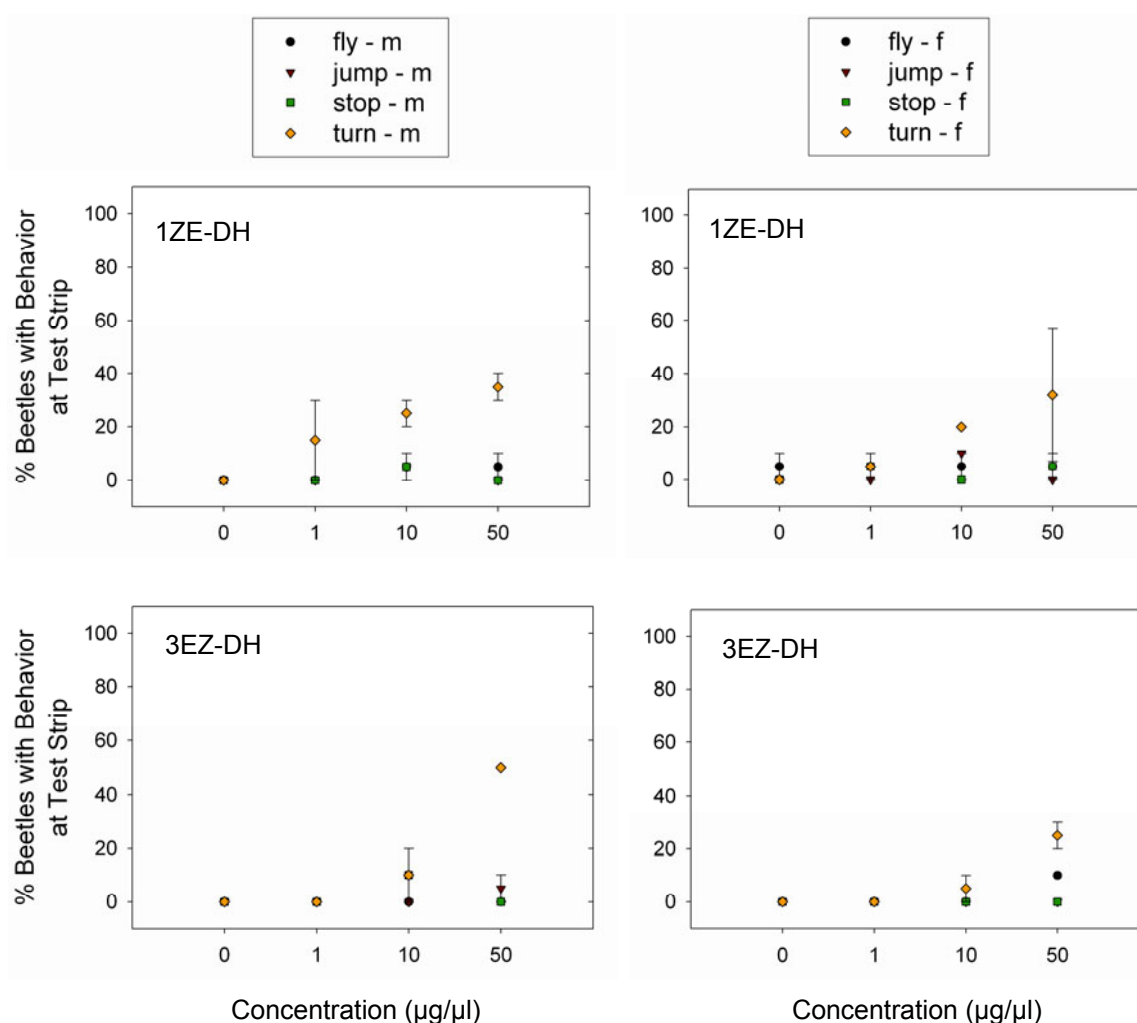 fly - m
jump - m
stop - m
turn - m
fly - f
jump - f
stop - f
turn - f
% Beetles with Behavior
at Test Strip
1ZE-DH
100
80
60
40
20
0
0 1 10 50
1ZE-DH
100
80
60
40
20
0
0 1 10 50
% Beetles with Behavior
at Test Strip
3EZ-DH
100
80
60
40
20
0
0 1 10 50
Concentration (µg/µl)
3EZ-DH
100
80
60
40
20
0
0 1 10 50
Concentration (µg/µl)